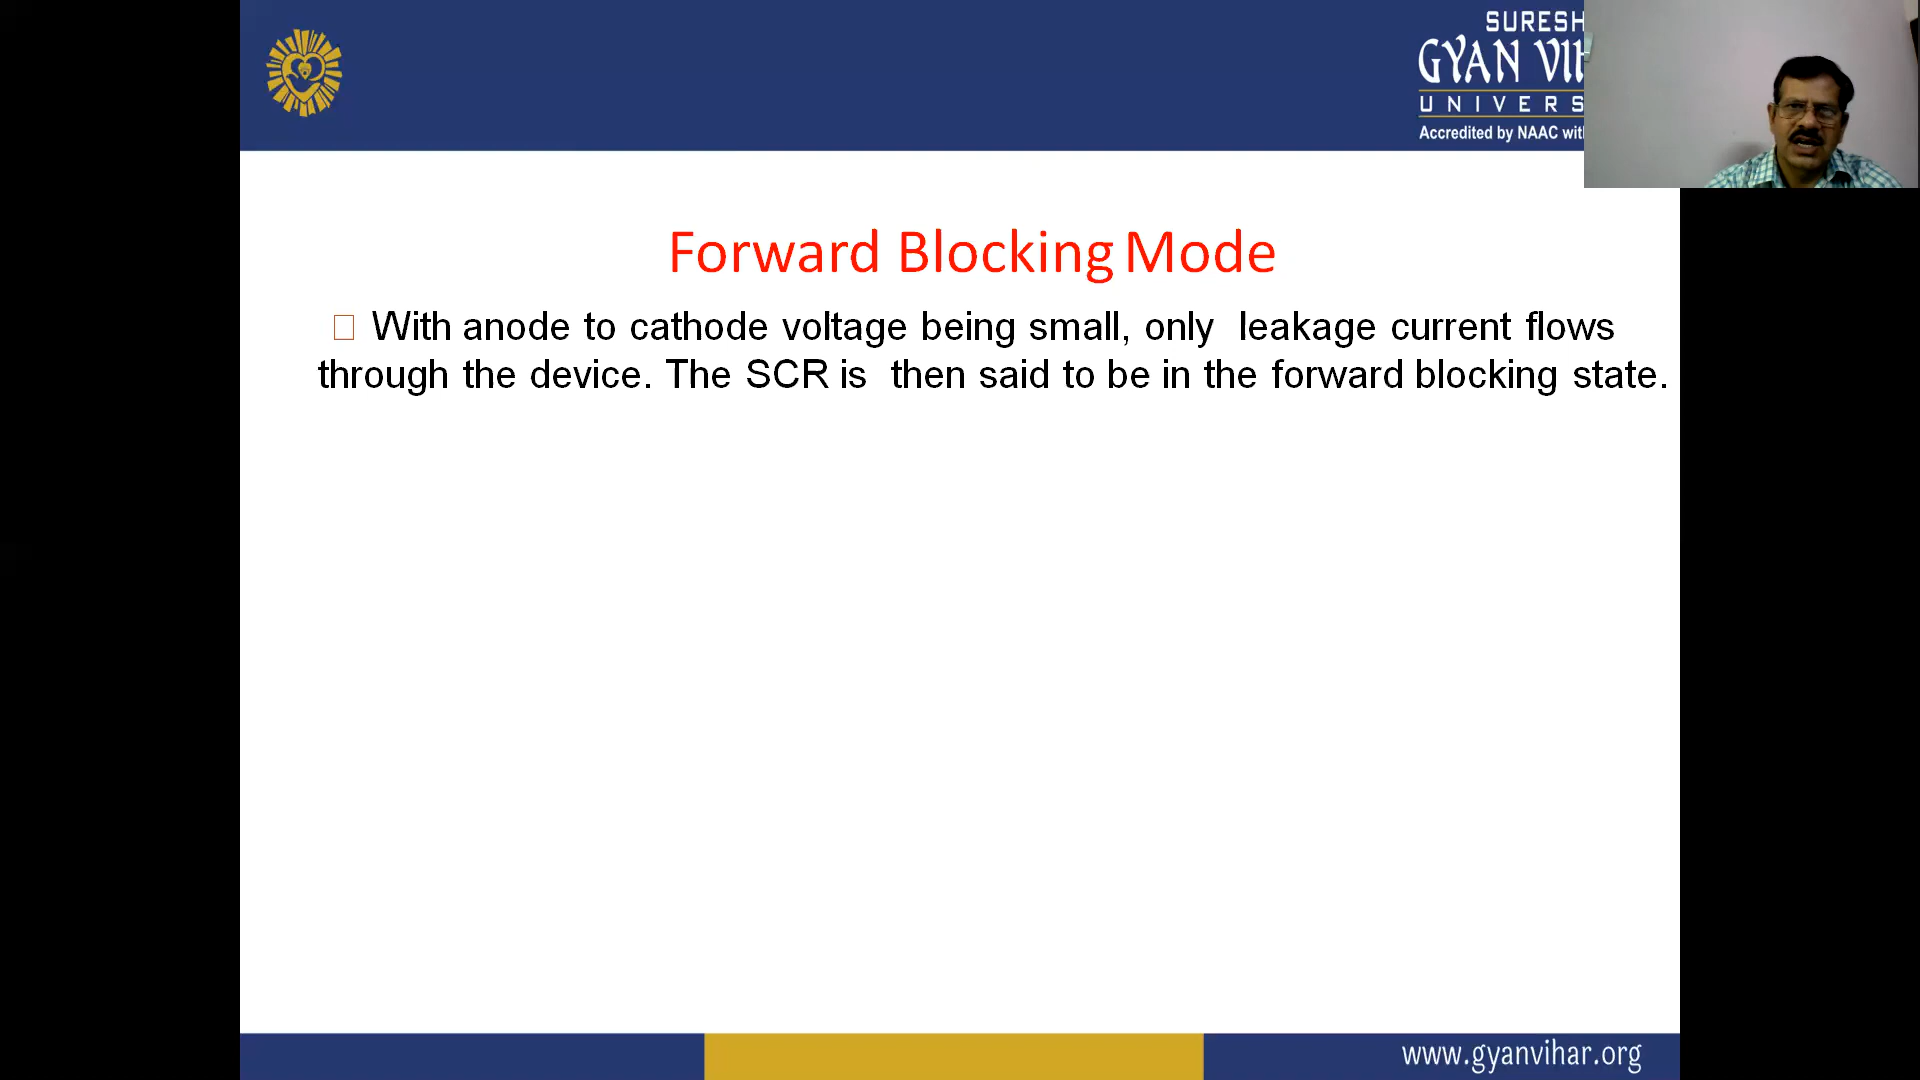 SURESH
GYAN VIH
UNIVERS
Accredited by NAAC with
Forward Blocking Mode
With anode to cathode voltage being small, only leakage current flows
through the device. The SCR is then said to be in the forward blocking state.
www.gyanvihar.org